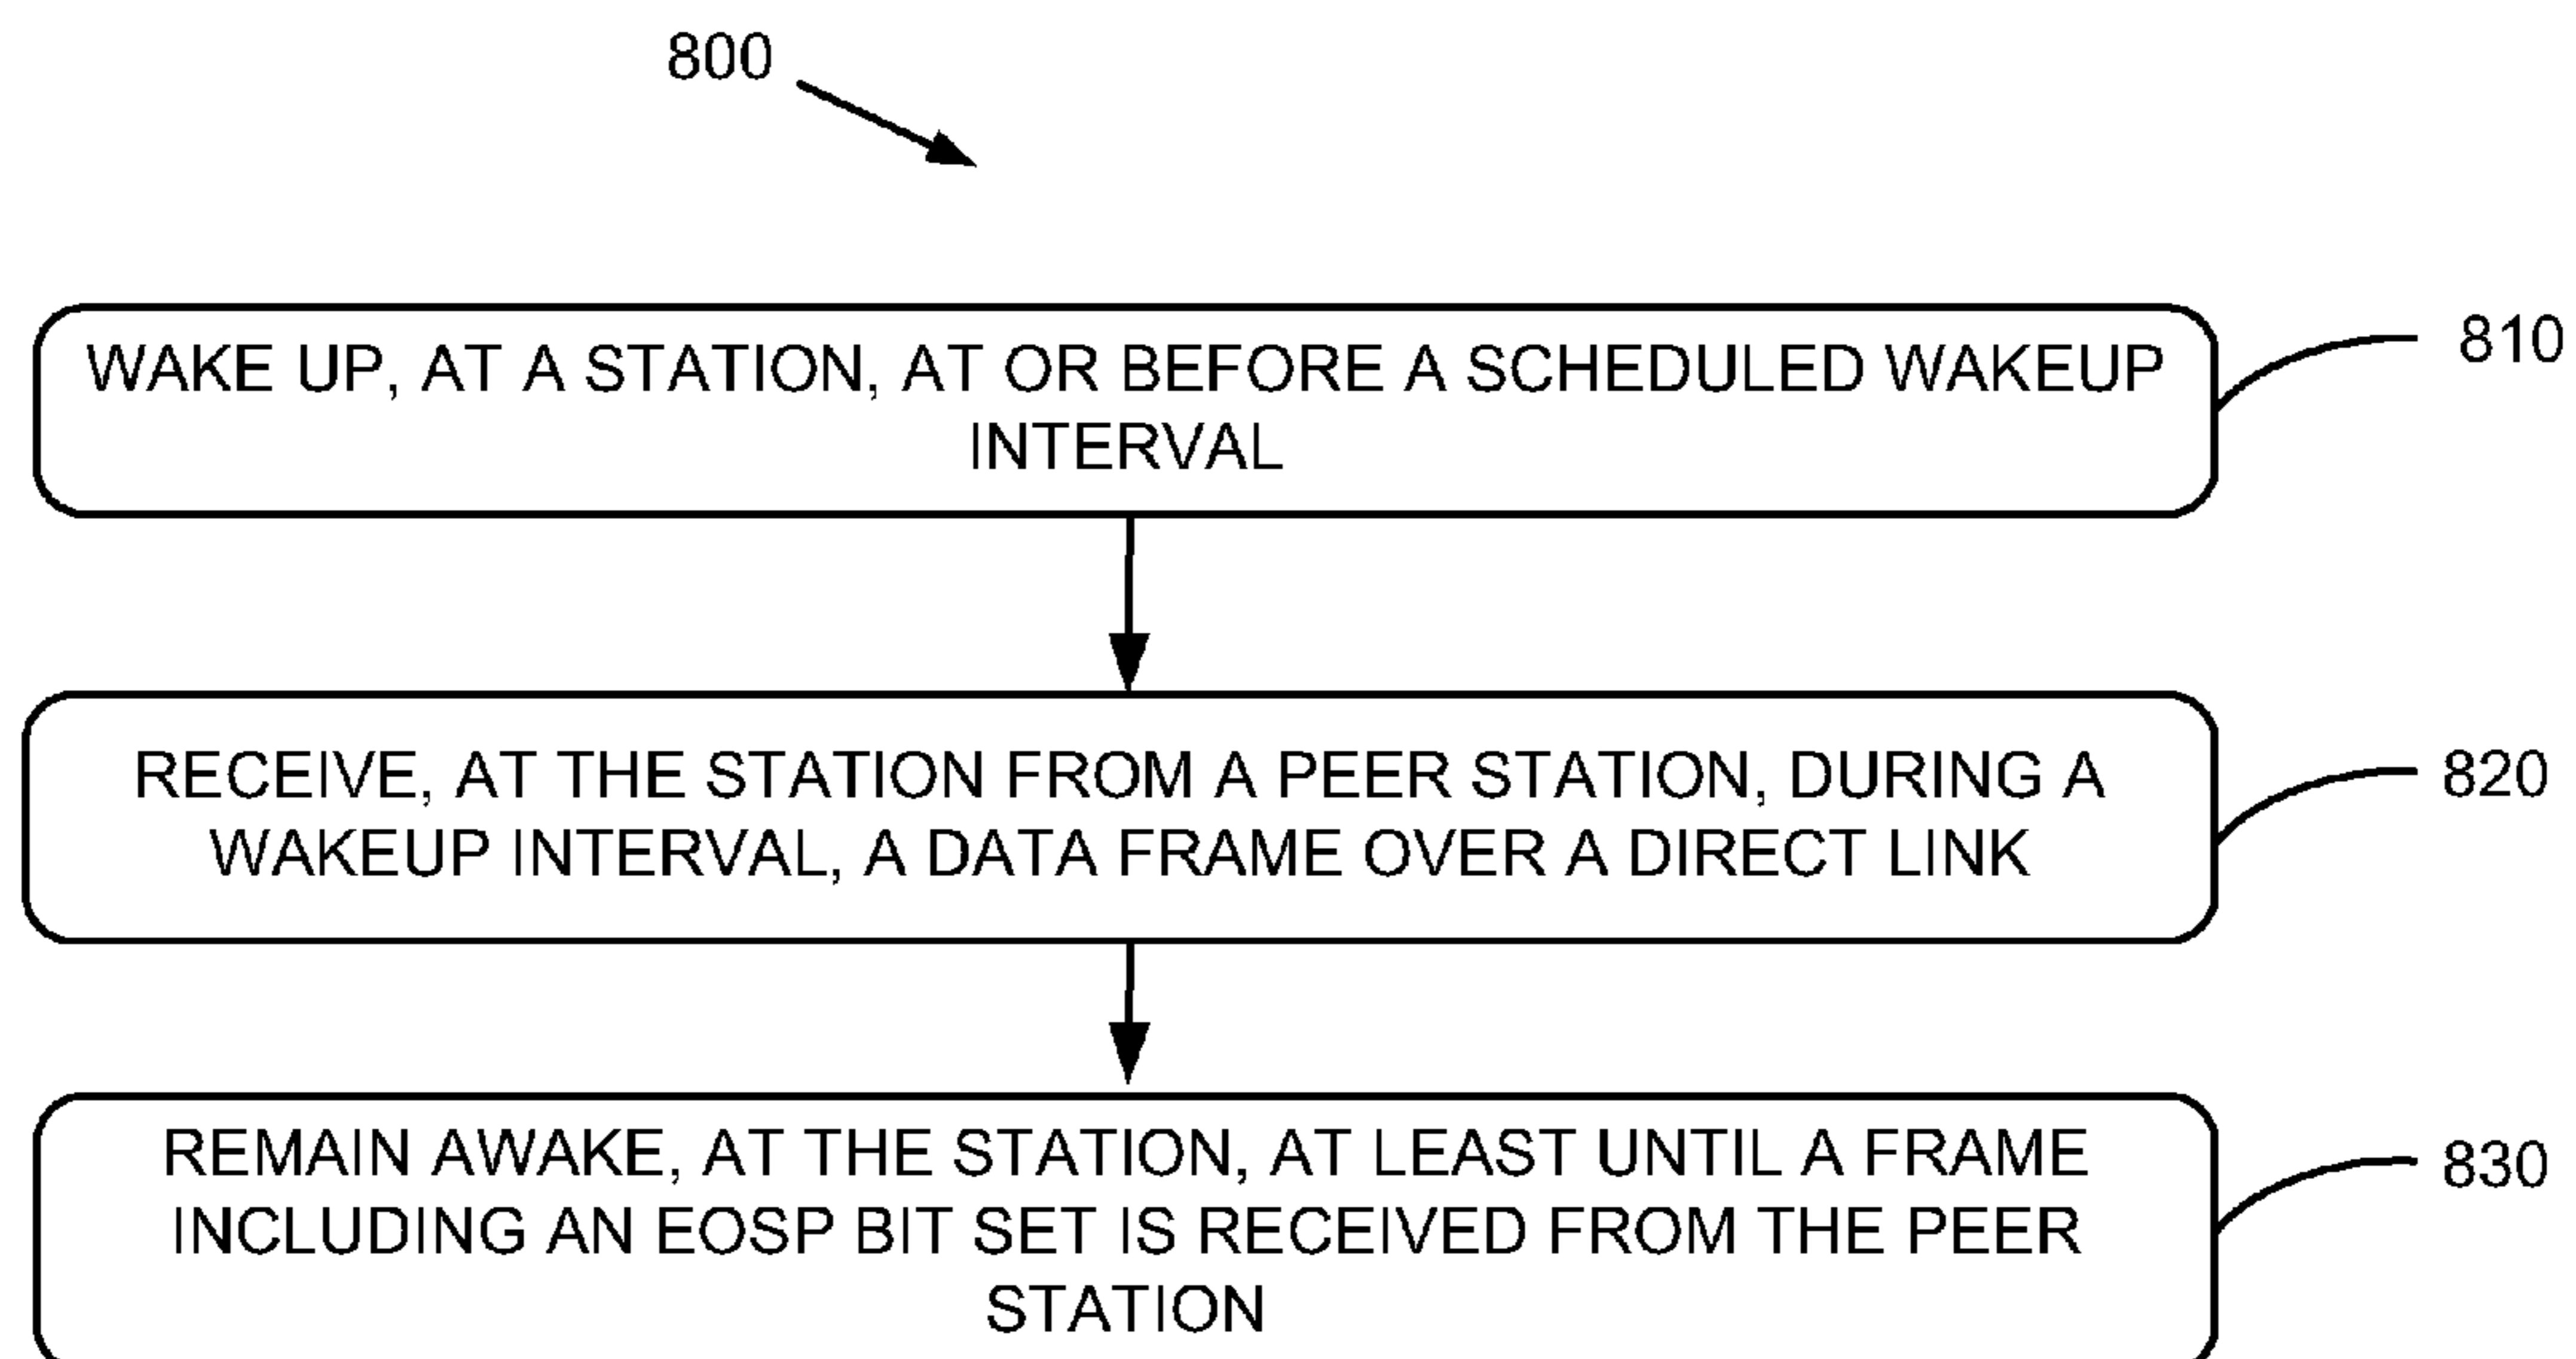 800
WAKE UP, AT A STATION, AT OR BEFORE A SCHEDULED WAKEUP
INTERVAL
810
RECEIVE, AT THE STATION FROM A PEER STATION, DURING A
WAKEUP INTERVAL, A DATA FRAME OVER A DIRECT LINK
820
REMAIN AWAKE, AT THE STATION, AT LEAST UNTIL A FRAME
INCLUDING AN EOSP BIT SET IS RECEIVED FROM THE PEER
STATION
830